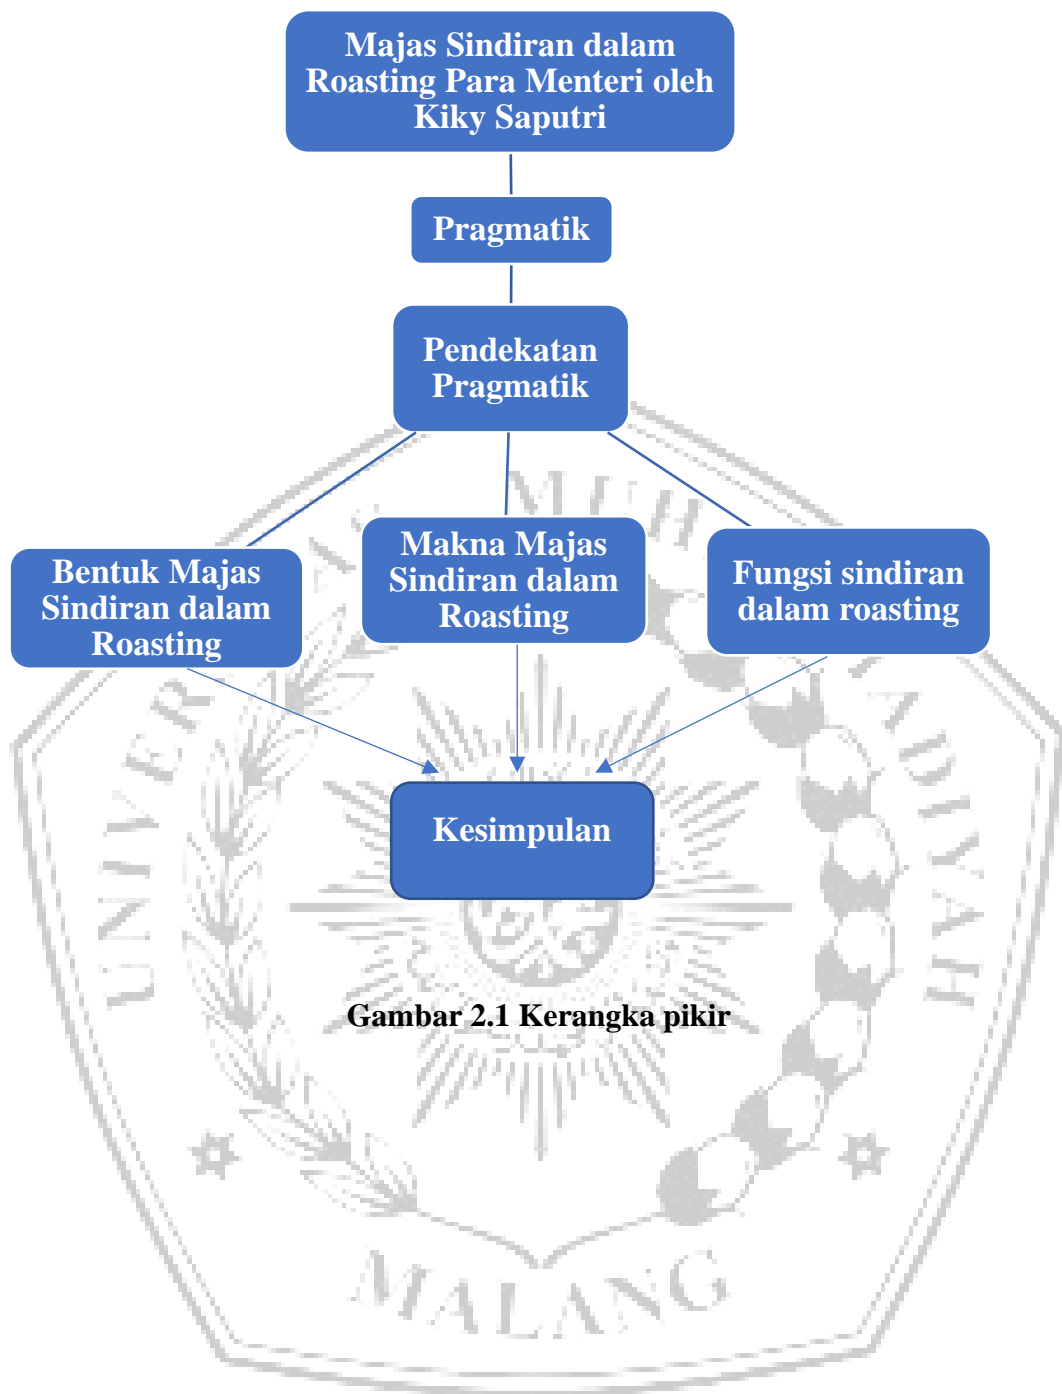 Majas Sindiran dalam
Roasting Para Menteri oleh
Kiky Saputri
Pragmatik
Pendekatan
Pragmatik
Bentuk Majas
Sindiran dalam
Roasting
Makna Majas
Sindiran dalam
Roasting
Fungsi sindiran
dalam roasting
Kesimpulan
Gambar 2.1 Kerangka pikir
MALANG